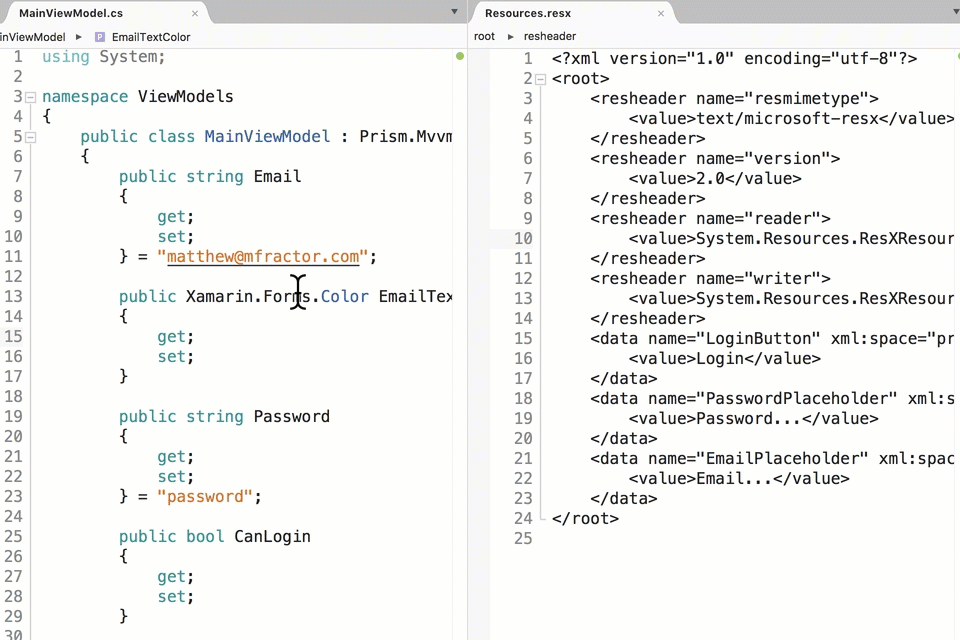 MainViewModel.cs
inViewModel ▸ P EmailTextColor
1 using System;
2
3 namespace ViewModels
4 {
5 public class MainViewModel : Prism.Mvvm
6 {
7 public string Email
8 {
9 get;
10 set;
11 } = "matthew@mfractor.com";
12
13 public Xamarin.Forms.Color EmailTex
14 {
15 get;
16 set;
17 }
18
19 public string Password
20 {
21 get;
22 set;
23 } = "password";
24
25 public bool CanLogin
26 {
27 get;
28 set;
29 }
30
Resources.resx
root ▸ resheader
1 <?xml version="1.0" encoding="utf-8"?>
2 <root>
3 <resheader name="resmimetype">
4 <value>text/microsoft-resx</value>
5 </resheader>
6 <resheader name="version">
7 <value>2.0</value>
8 </resheader>
9 <resheader name="reader">
10 <value>System.Resources.ResXResour
11 </resheader>
12 <resheader name="writer">
13 <value>System.Resources.ResXResour
14 </resheader>
15 <data name="LoginButton" xml:space="pr
16 <value>Login</value>
17 </data>
18 <data name="PasswordPlaceholder" xml:s
19 <value>Password...</value>
20 </data>
21 <data name="EmailPlaceholder" xml:spac
22 <value>Email...</value>
23 </data>
24 </root>
25